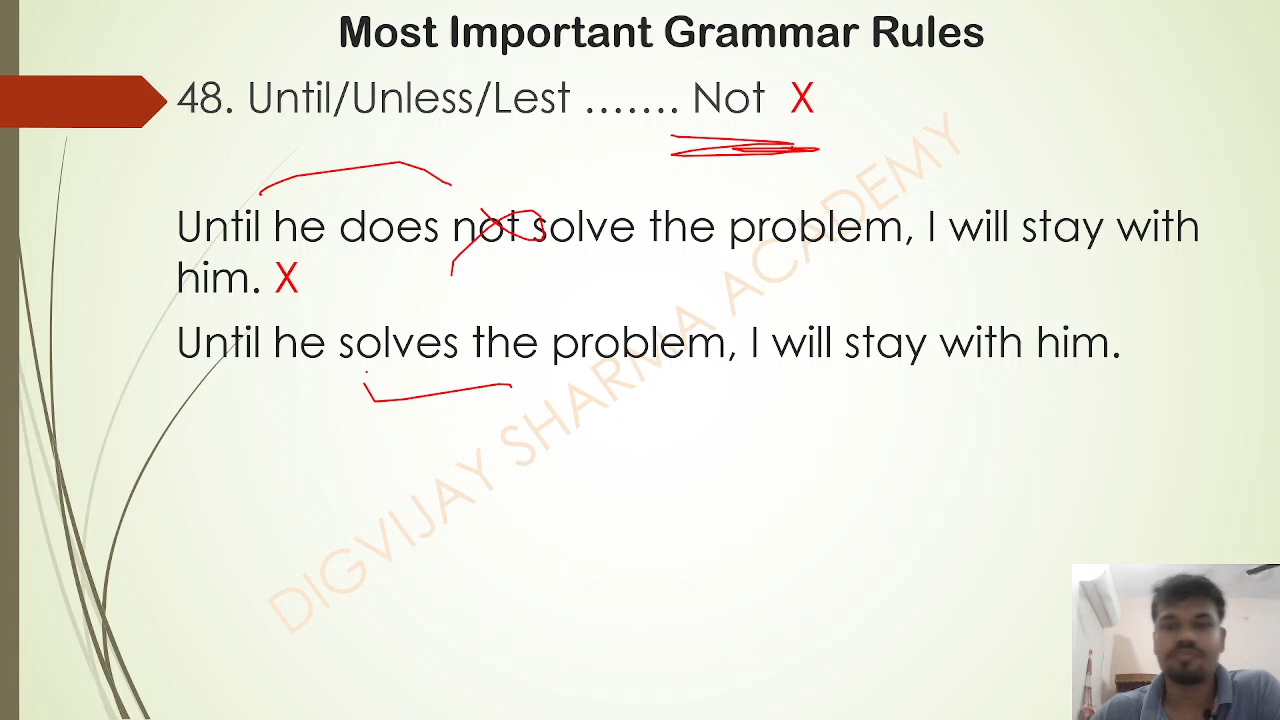 Most Important Grammar Rules
48. Until/Unless/Lest ....... Not X
Until he does not solve the problem, I will stay with
him. X
Until he solves the problem, I will stay with him.
DIGVIJAY SHARMA ACADEMY